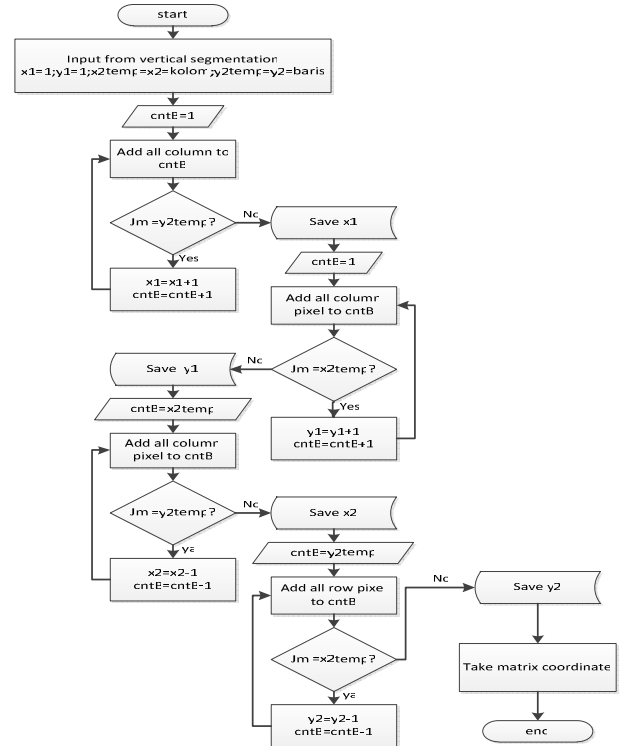 start
Input from vertical segmentation
x1=1;y1=1;x2temp=x2=kolom;y2temp=y2=baris
cntB=1
Add all column to
cntB
Jm =y2temp?
No
Yes
x1=x1+1
cntB=cntB+1
Save x1
cntB=1
Add all column
pixel to cntB
Jm =x2temp?
No
Yes
y1=y1+1
cntB=cntB+1
Save y1
cntB=x2temp
Add all column
pixel to cntB
Jm=y2temp?
No
ya
x2=x2-1
cntB=cntB-1
Save x2
cntB=y2temp
Add all row pixe
to cntB
Jm =x2temp?
No
ya
y2=y2-1
cntB=cntB-1
Save y2
Take matrix coordinate
end